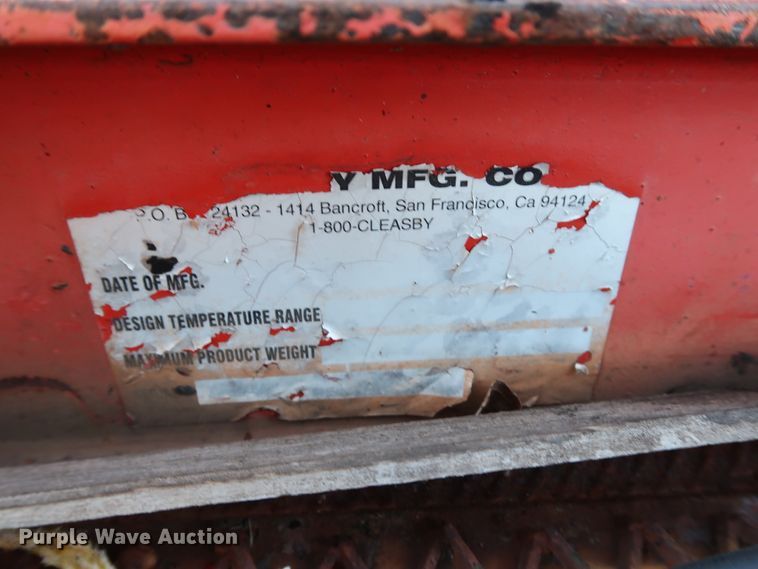 Y MFG. CO
P.O. B 24132 - 1414 Bancroft, San Francisco, Ca 94124
1-800-CLEASBY
DATE OF MFG.
DESIGN TEMPERATURE RANGE
MAXIMUM PRODUCT WEIGHT
Purple Wave Auction